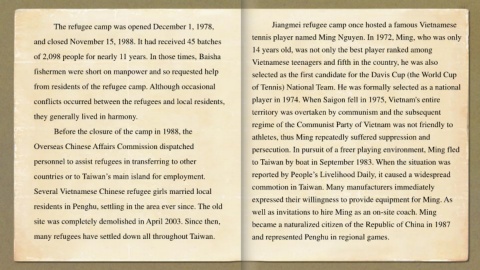 The refugee camp was opened December 1, 1978,
and closed November 15, 1988. It had received 45 batches
of 2,098 people for nearly 11 years. In those times, Baisha
fishermen were short on manpower and so requested help
from residents of the refugee camp. Although occasional
conflicts occurred between the refugees and local residents,
they generally lived in harmony.
Before the closure of the camp in 1988, the
Overseas Chinese Affairs Commission dispatched
personnel to assist refugees in transferring to other
countries or to Taiwan's main island for employment.
Several Vietnamese Chinese refugee girls married local
residents in Penghu, settling in the area ever since. The old
site was completely demolished in April 2003. Since then,
many refugees have settled down all throughout Taiwan.
Jiangmei refugee camp once hosted a famous Vietnamese
tennis player named Ming Nguyen. In 1972, Ming, who was only
14 years old, was not only the best player ranked among
Vietnamese teenagers and fifth in the country, he was also
selected as the first candidate for the Davis Cup (the World Cup
of Tennis) National Team. He was formally selected as a national
player in 1974. When Saigon fell in 1975, Vietnam's entire
territory was overtaken by communism and the subsequent
regime of the Communist Party of Vietnam was not friendly to
athletes, thus Ming repeatedly suffered suppression and
persecution. In pursuit of a freer playing environment, Ming fled
to Taiwan by boat in September 1983. When the situation was
reported by People's Livelihood Daily, it caused a widespread
commotion in Taiwan. Many manufacturers immediately
expressed their willingness to provide equipment for Ming. As
well as invitations to hire Ming as an on-site coach. Ming
became a naturalized citizen of the Republic of China in 1987
and represented Penghu in regional games.